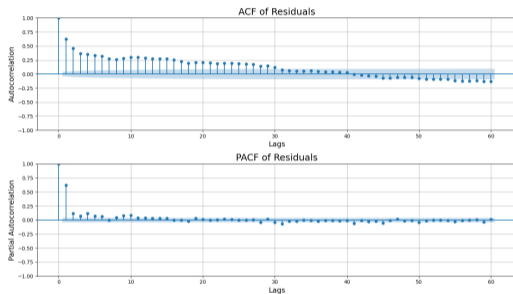 ACF of Residuals
1.00
0.75
0.50
0.25
0.00
−0.25
−0.50
−0.75
−1.00
Autocorrelation
0 10 20 30 40 50 60
Lags
PACF of Residuals
1.00
0.75
0.50
0.25
0.00
−0.25
−0.50
−0.75
−1.00
Partial Autocorrelation
0 10 20 30 40 50 60
Lags